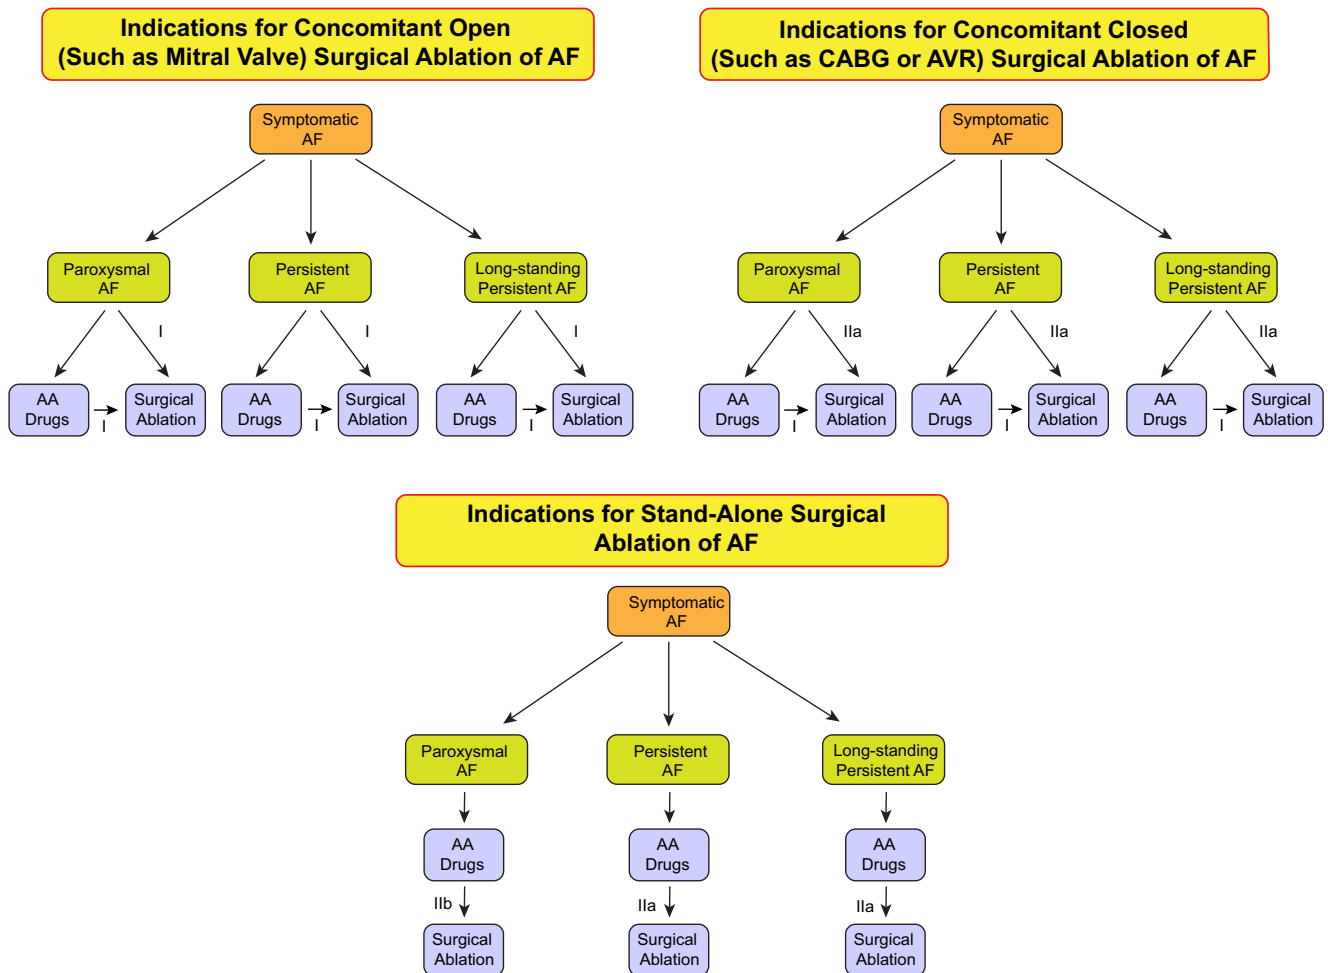 Indications for Concomitant Open
(Such as Mitral Valve) Surgical Ablation of AF
Symptomatic
AF
Paroxysmal
AF
Persistent
AF
Long-standing
Persistent AF
I
I
I
AA
Drugs
I
Surgical
Ablation
AA
Drugs
I
Surgical
Ablation
AA
Drugs
I
Surgical
Ablation
Indications for Concomitant Closed
(Such as CABG or AVR) Surgical Ablation of AF
Symptomatic
AF
Paroxysmal
AF
Persistent
AF
Long-standing
Persistent AF
IIa
IIa
IIa
AA
Drugs
I
Surgical
Ablation
AA
Drugs
I
Surgical
Ablation
AA
Drugs
I
Surgical
Ablation
Indications for Stand-Alone Surgical
Ablation of AF
Symptomatic
AF
Paroxysmal
AF
Persistent
AF
Long-standing
Persistent AF
AA
Drugs
AA
Drugs
AA
Drugs
IIb
IIa
IIa
Surgical
Ablation
Surgical
Ablation
Surgical
Ablation